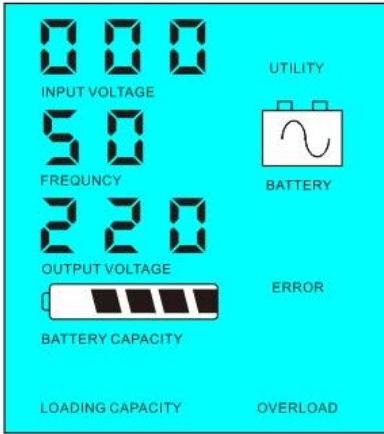 000
UTILITY
INPUT VOLTAGE
50
FREQUNCY
BATTERY
220
OUTPUT VOLTAGE
ERROR
BATTERY CAPACITY
LOADING CAPACITY
OVERLOAD